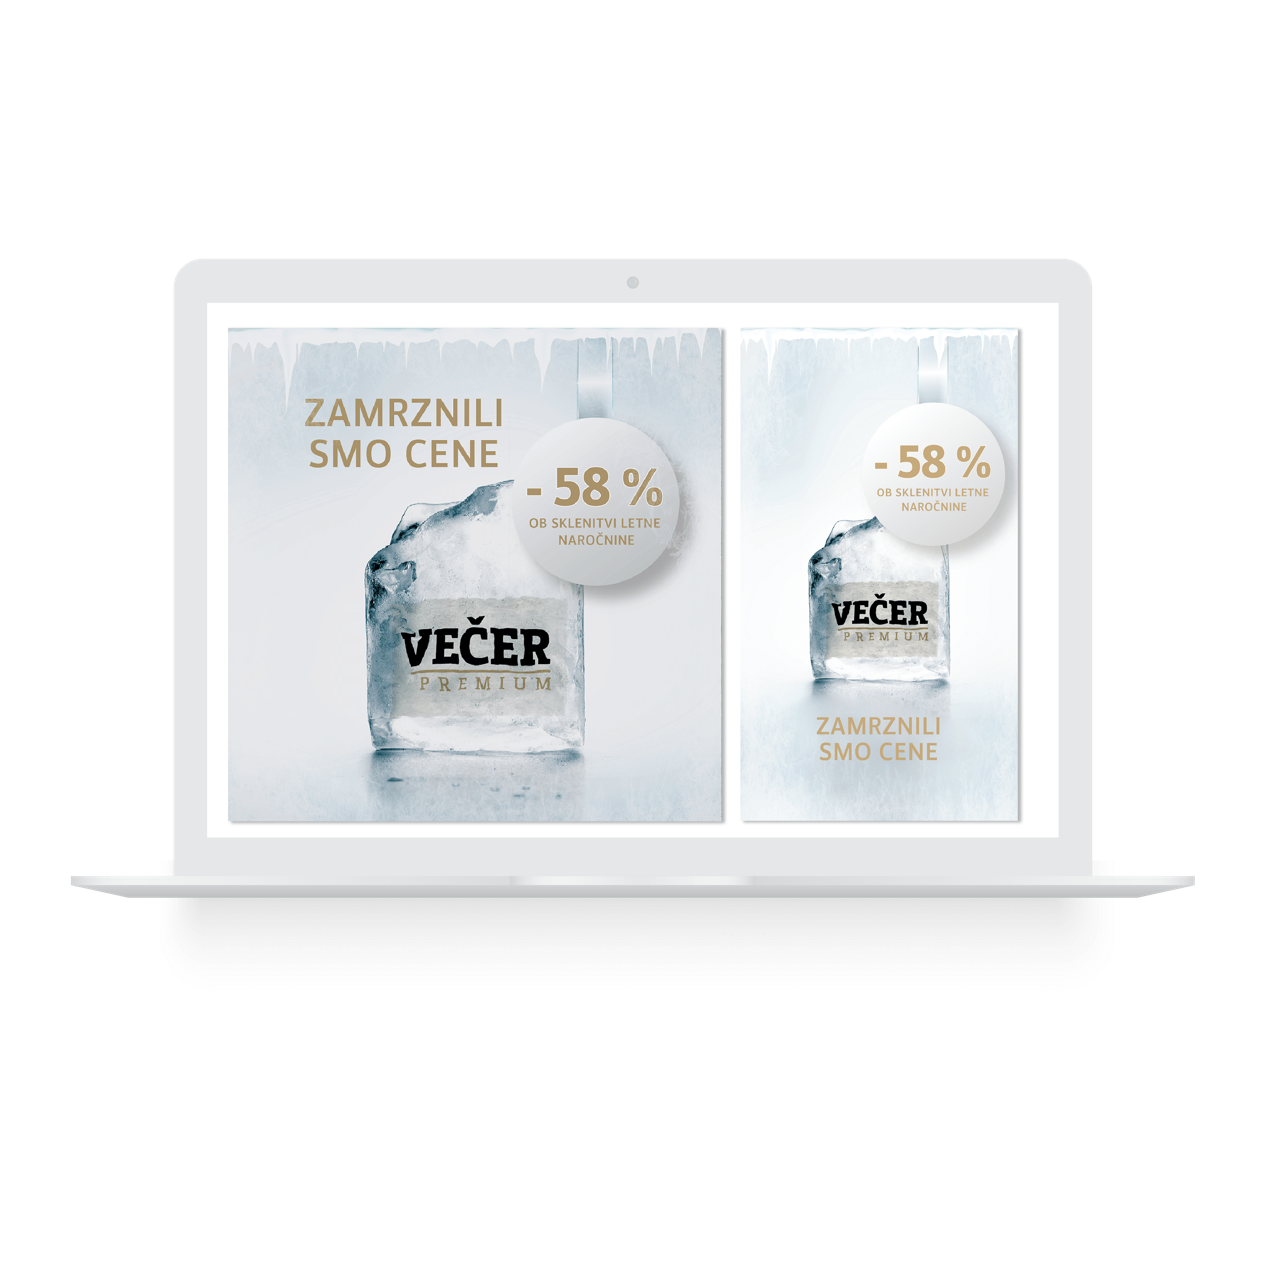 ZAMRZNILI
SMO CENE
- 58 %
OB SKLENITVI LETNE
NAROČNINE
VEČER
PREMIUM
- 58 %
OB SKLENITVI LETNE
NAROČNINE
VEČER
PREMIUM
ZAMRZNILI
SMO CENE